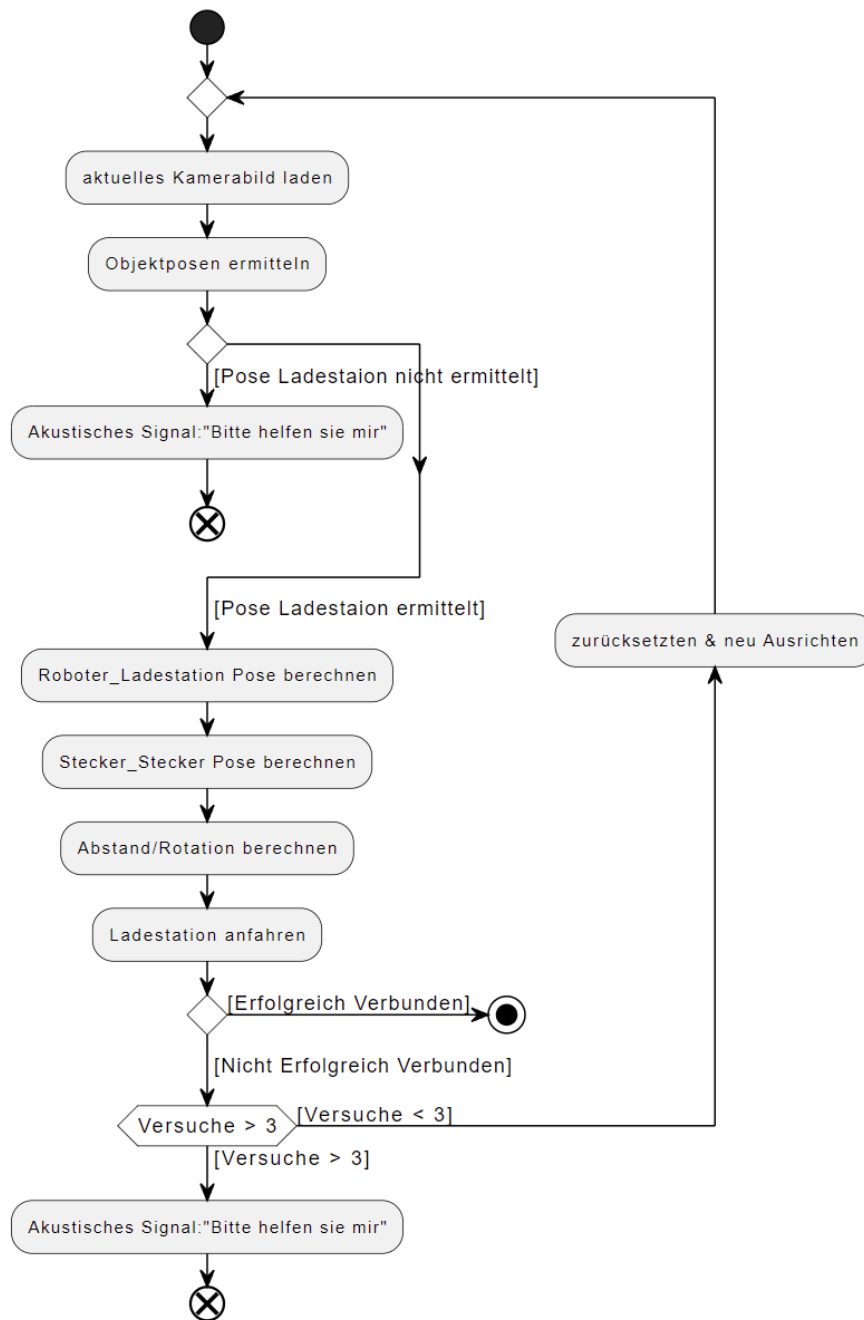 aktuelles Kamerabild laden
Objektposen ermitteln
[Pose Ladestaion nicht ermittelt]
Akustisches Signal:"Bitte helfen sie mir"
[Pose Ladestaion ermittelt]
zurücksetzten & neu Ausrichten
Roboter_Ladestation Pose berechnen
Stecker_Stecker Pose berechnen
Abstand/Rotation berechnen
Ladestation anfahren
[Erfolgreich Verbunden]
[Nicht Erfolgreich Verbunden]
Versuche > 3
[Versuche < 3]
[Versuche > 3]
Akustisches Signal:"Bitte helfen sie mir"